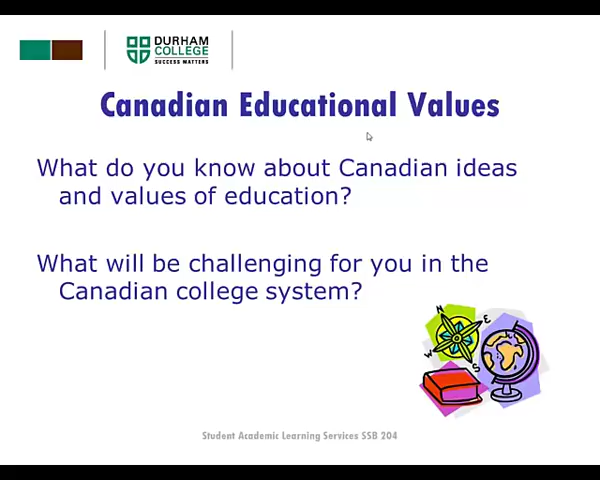 DURHAM
COLLEGE
SUCCESS MATTERS
Canadian Educational Values
What do you know about Canadian ideas
and values of education?
What will be challenging for you in the
Canadian college system?
N
E
W
S
Student Academic Learning Services SSB 204